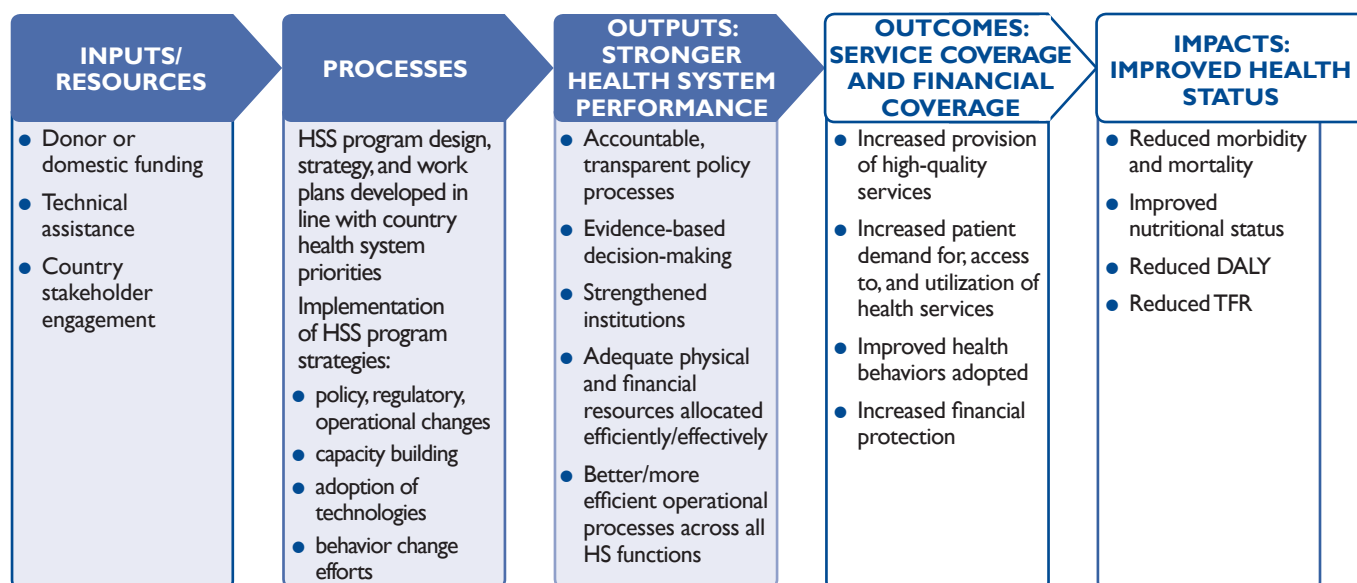 INPUTS/
RESOURCES
• Donor or
domestic funding
• Technical
assistance
• Country
stakeholder
engagement
PROCESSES
HSS program design,
strategy, and work
plans developed in
line with country
health system
priorities
Implementation
of HSS program
strategies:
• policy, regulatory,
operational changes
• capacity building
• adoption of
technologies
• behavior change
efforts
OUTPUTS:
STRONGER
HEALTH SYSTEM
PERFORMANCE
• Accountable,
transparent policy
processes
• Evidence-based
decision-making
• Strengthened
institutions
• Adequate physical
and financial
resources allocated
efficiently/effectively
• Better/more
efficient operational
processes across all
HS functions
OUTCOMES:
SERVICE COVERAGE
AND FINANCIAL
COVERAGE
• Increased provision
of high-quality
services
• Increased patient
demand for, access
to, and utilization of
health services
• Improved health
behaviors adopted
• Increased financial
protection
IMPACTS:
IMPROVED HEALTH
STATUS
• Reduced morbidity
and mortality
• Improved
nutritional status
• Reduced DALY
• Reduced TFR